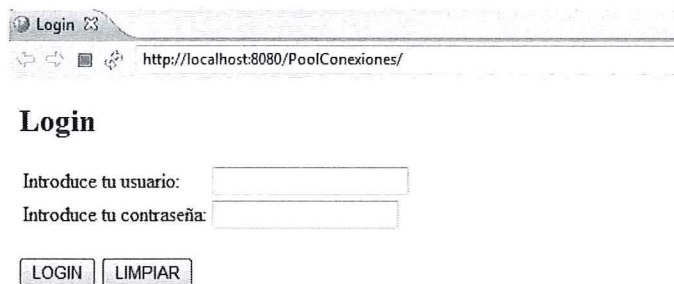 Login
http://localhost:8080/PoolConexiones/
Login
Introduce tu usuario:
Introduce tu contraseña:
LOGIN LIMPIAR